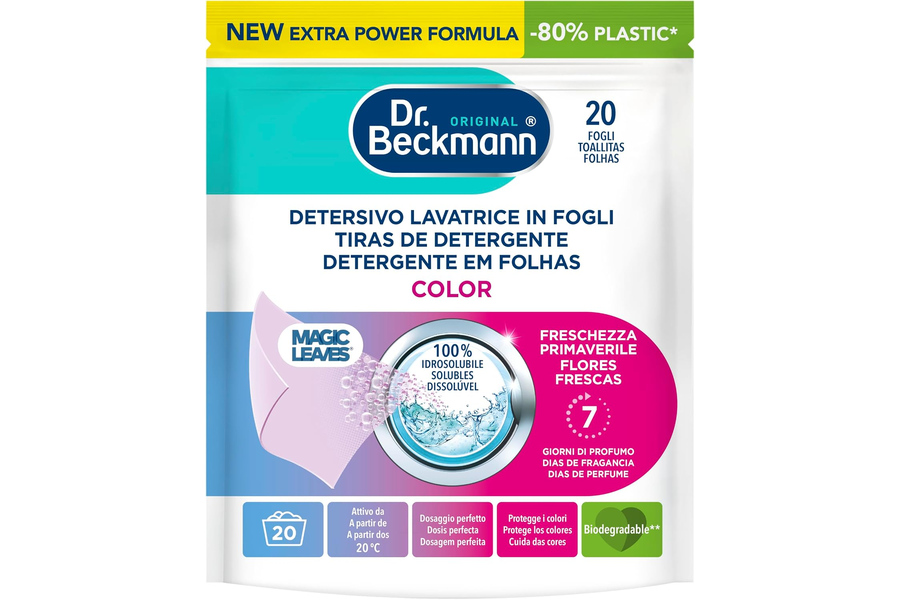 NEW EXTRA POWER FORMULA -80% PLASTIC*
Dr. ORIGINAL ®
Beckmann
20
FOGLI
TOALLITAS
FOLHAS
DETERSIVO LAVATRICE IN FOGLI
TIRAS DE DETERGENTE
DETERGENTE EM FOLHAS
COLOR
MAGIC
LEAVES®
100%
IDROSOLUBILE
SOLUBLES
DISSOLÚVEL
FRESCHEZZA
PRIMAVERILE
FLORES
FRESCAS
7
GIORNI DI PROFUMO
DIAS DE FRAGANCIA
DIAS DE PERFUME
20
Attivo da
A partir de
A partir dos
20 °C
Dosaggio perfetto
Dosis perfecta
Dosagem perfeita
Protegge i colori
Protege los colores
Cuida das cores
Biodegradable**